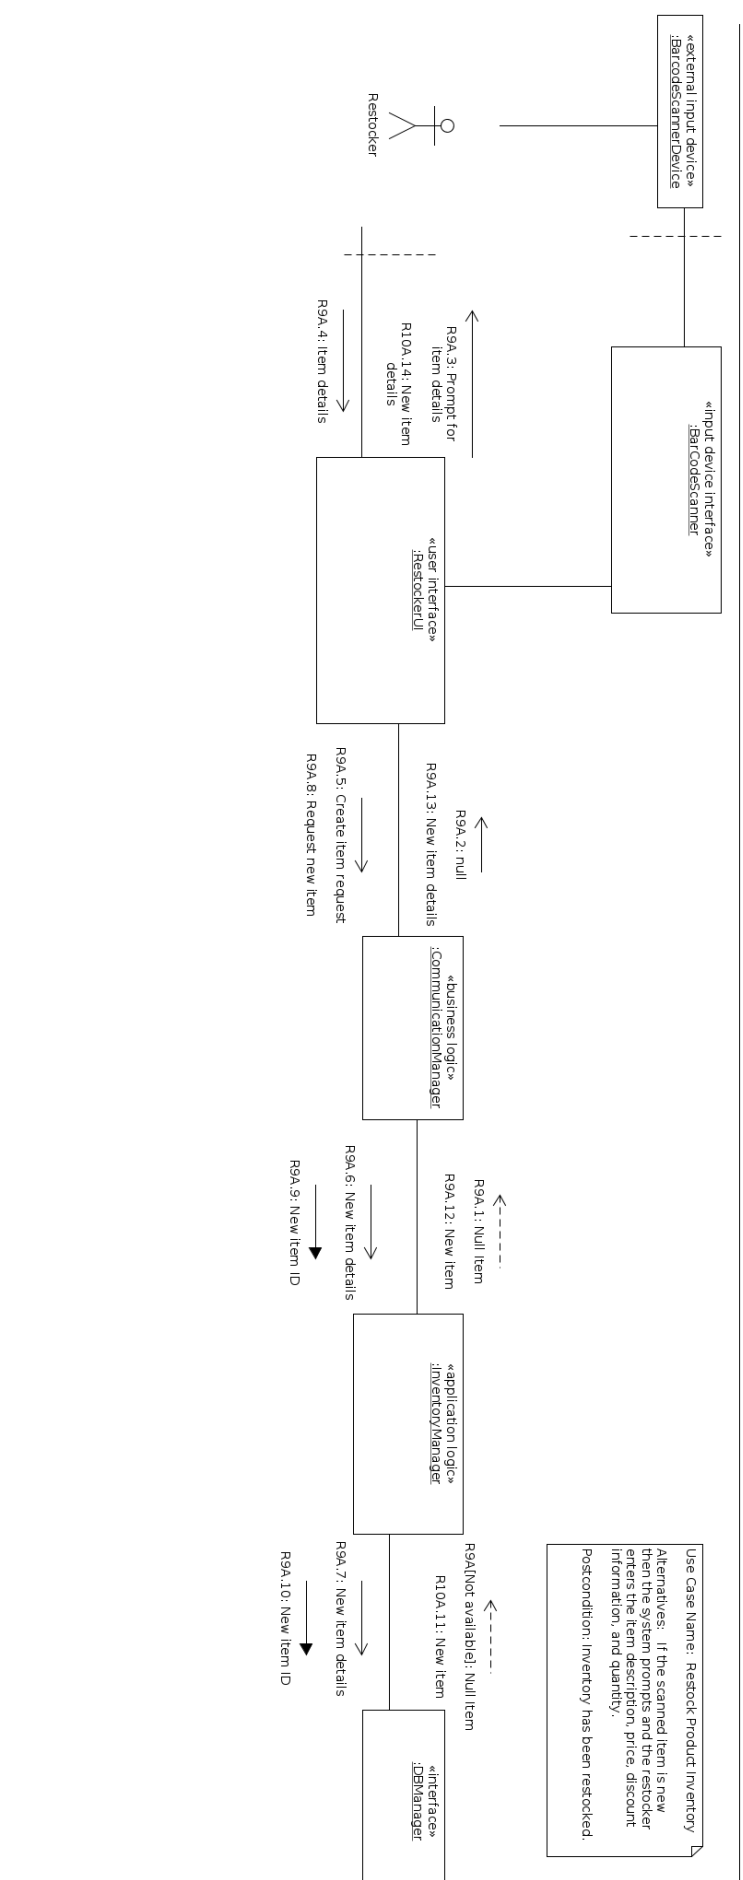 «external input device»
:BarcodeScannerDevice
Restocker
«input device interface»
:BarCodeScanner
R9A.3: Prompt for
item details
R10A.14: New item
details
R9A.4: Item details
«user interface»
:RestockerUI
R9A.2: null
R9A.13: New item details
R9A.5: Create item request
R9A.8: Request new item
«business logic»
:CommunicationManager
R9A.1: Null Item
R9A.12: New Item
R9A.6: New item details
R9A.9: New item ID
«application logic»
:InventoryManager
R9A[Not available]: Null Item
R10A.11: New item
R9A.7: New item details
R9A.10: New item ID
«interface»
:DBManager
Use Case Name:  Restock Product Inventory
Alternatives:   If the scanned item is new
then the system prompts and the restocker
enters the item description, price, discount
information, and quantity.
Postcondition: Inventory has been restocked.